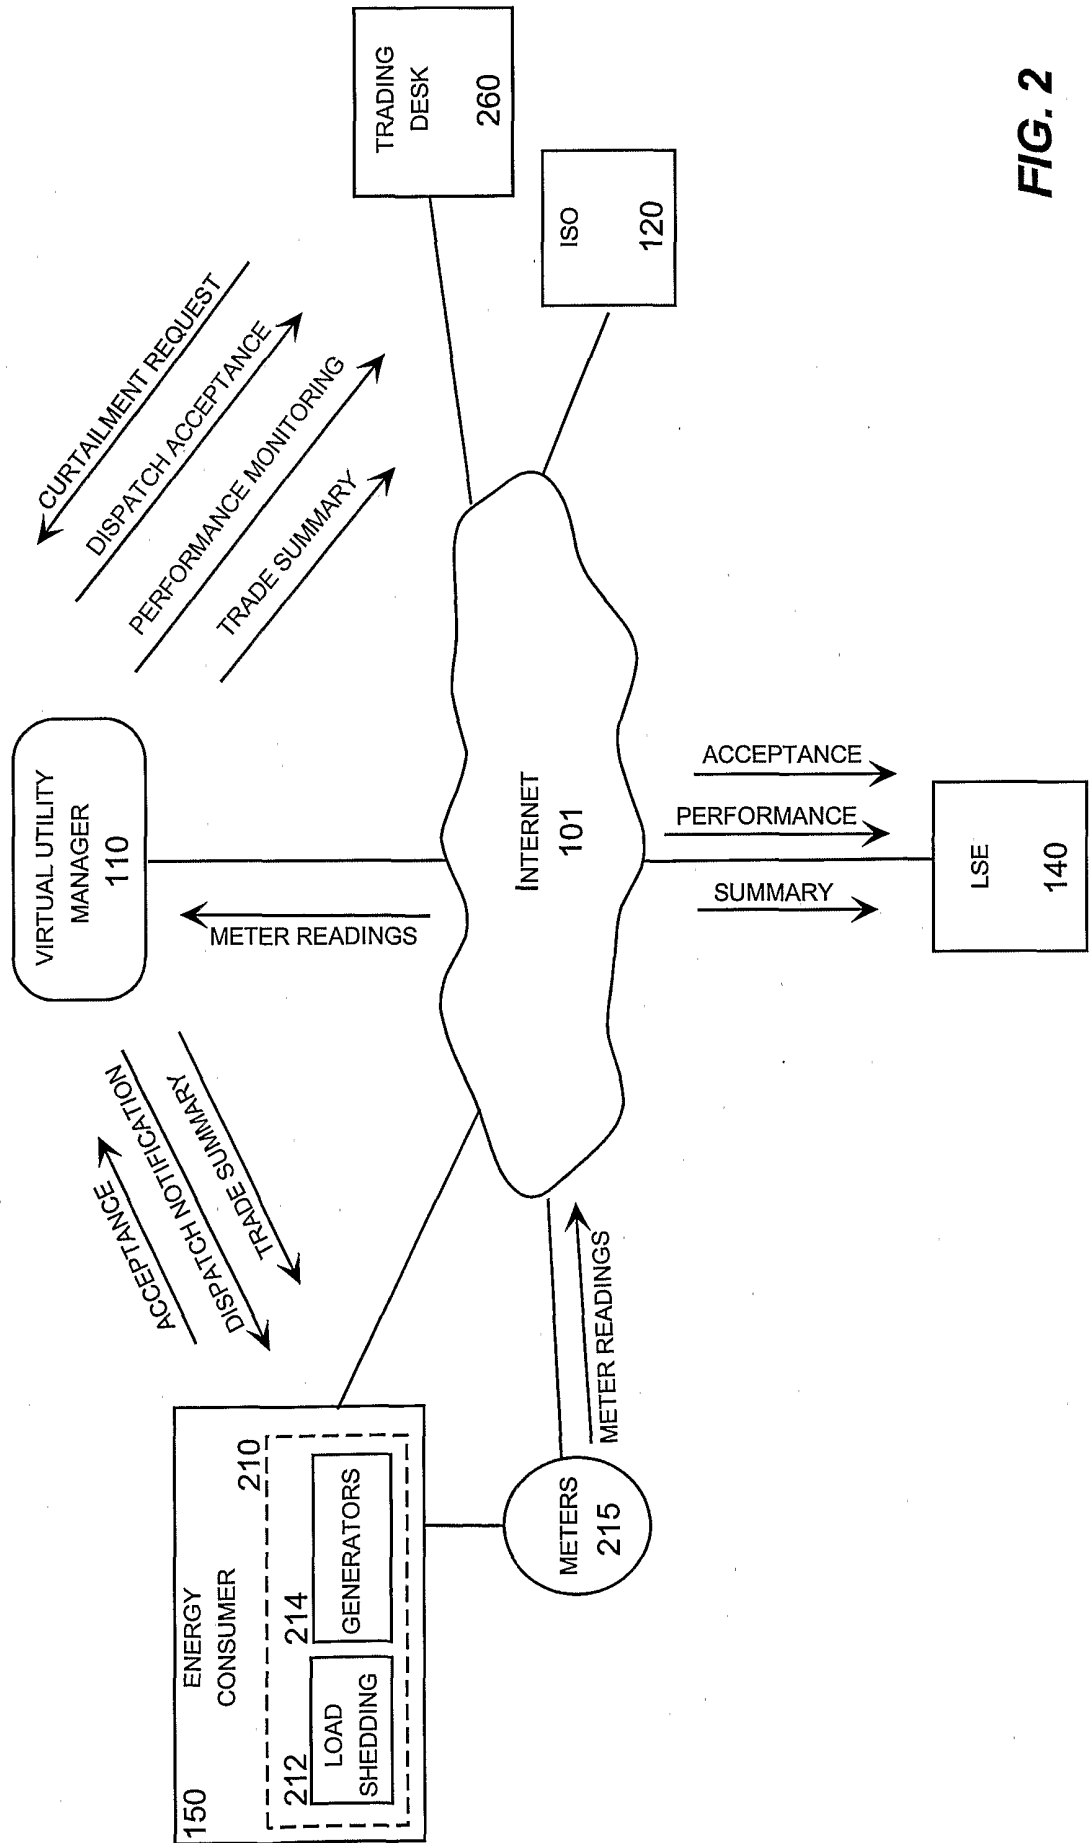 VIRTUAL UTILITY
MANAGER
110
ACCEPTANCE
DISPATCH NOTIFICATION
TRADE SUMMARY
METER READINGS
CURTAILMENT REQUEST
DISPATCH ACCEPTANCE
PERFORMANCE MONITORING
TRADE SUMMARY
150
ENERGY
CONSUMER
210
212
LOAD
SHEDDING
214
GENERATORS
METERS
215
METER READINGS
INTERNET
101
TRADING
DESK
260
ISO
120
SUMMARY
PERFORMANCE
ACCEPTANCE
LSE
140
FIG. 2